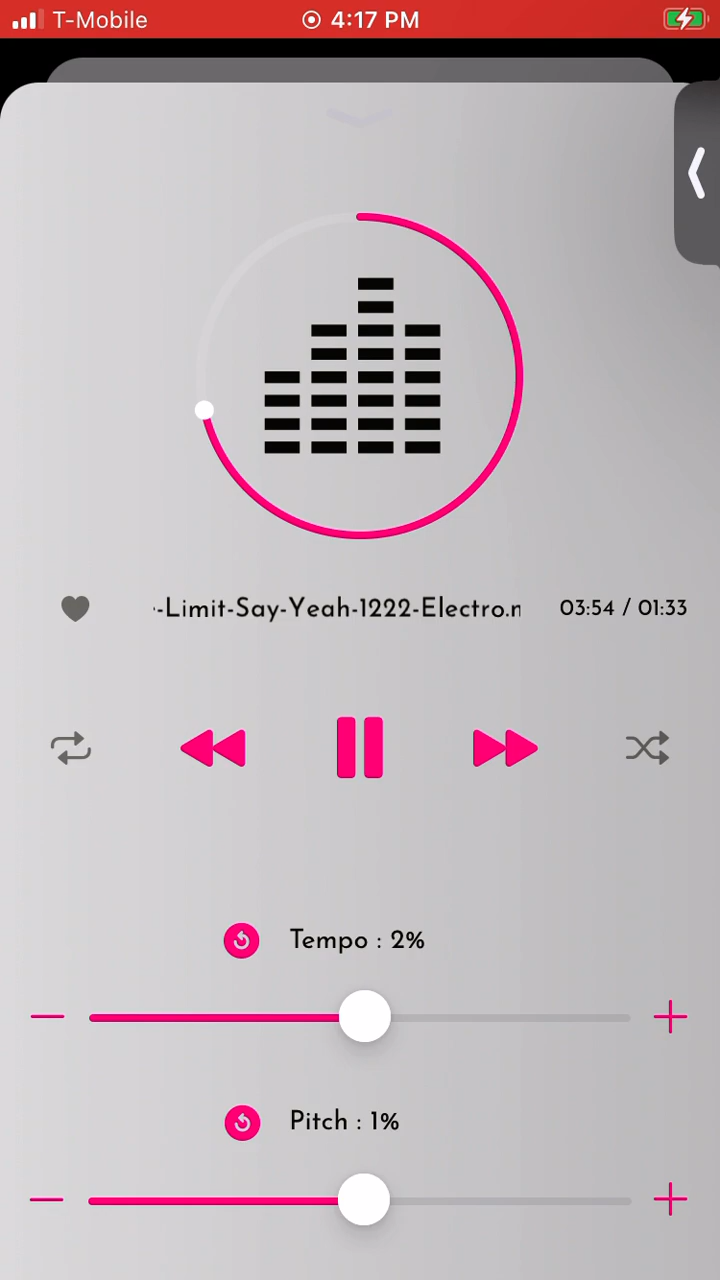 T-Mobile 4:17 PM
-Limit-Say-Yeah-1222-Electro.n 03:54 / 01:33
Tempo : 2%
Pitch : 1%